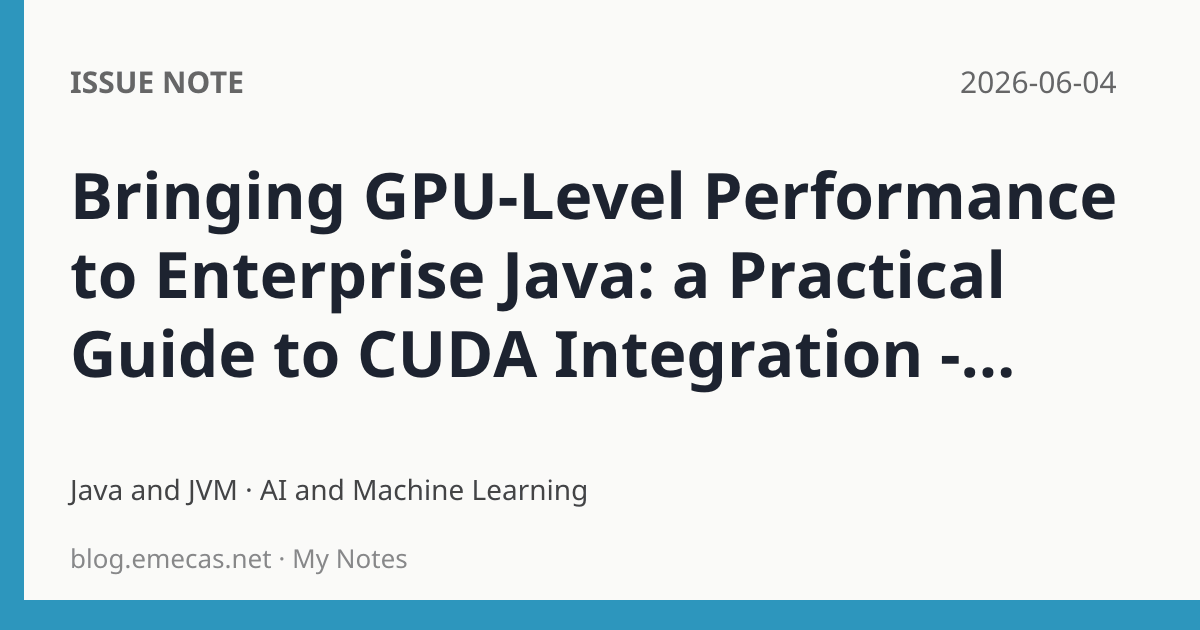 ISSUE NOTE
2026-06-04
Bringing GPU-Level Performance
to Enterprise Java: a Practical
Guide to CUDA Integration -...
Java and JVM · AI and Machine Learning
blog.emecas.net · My Notes